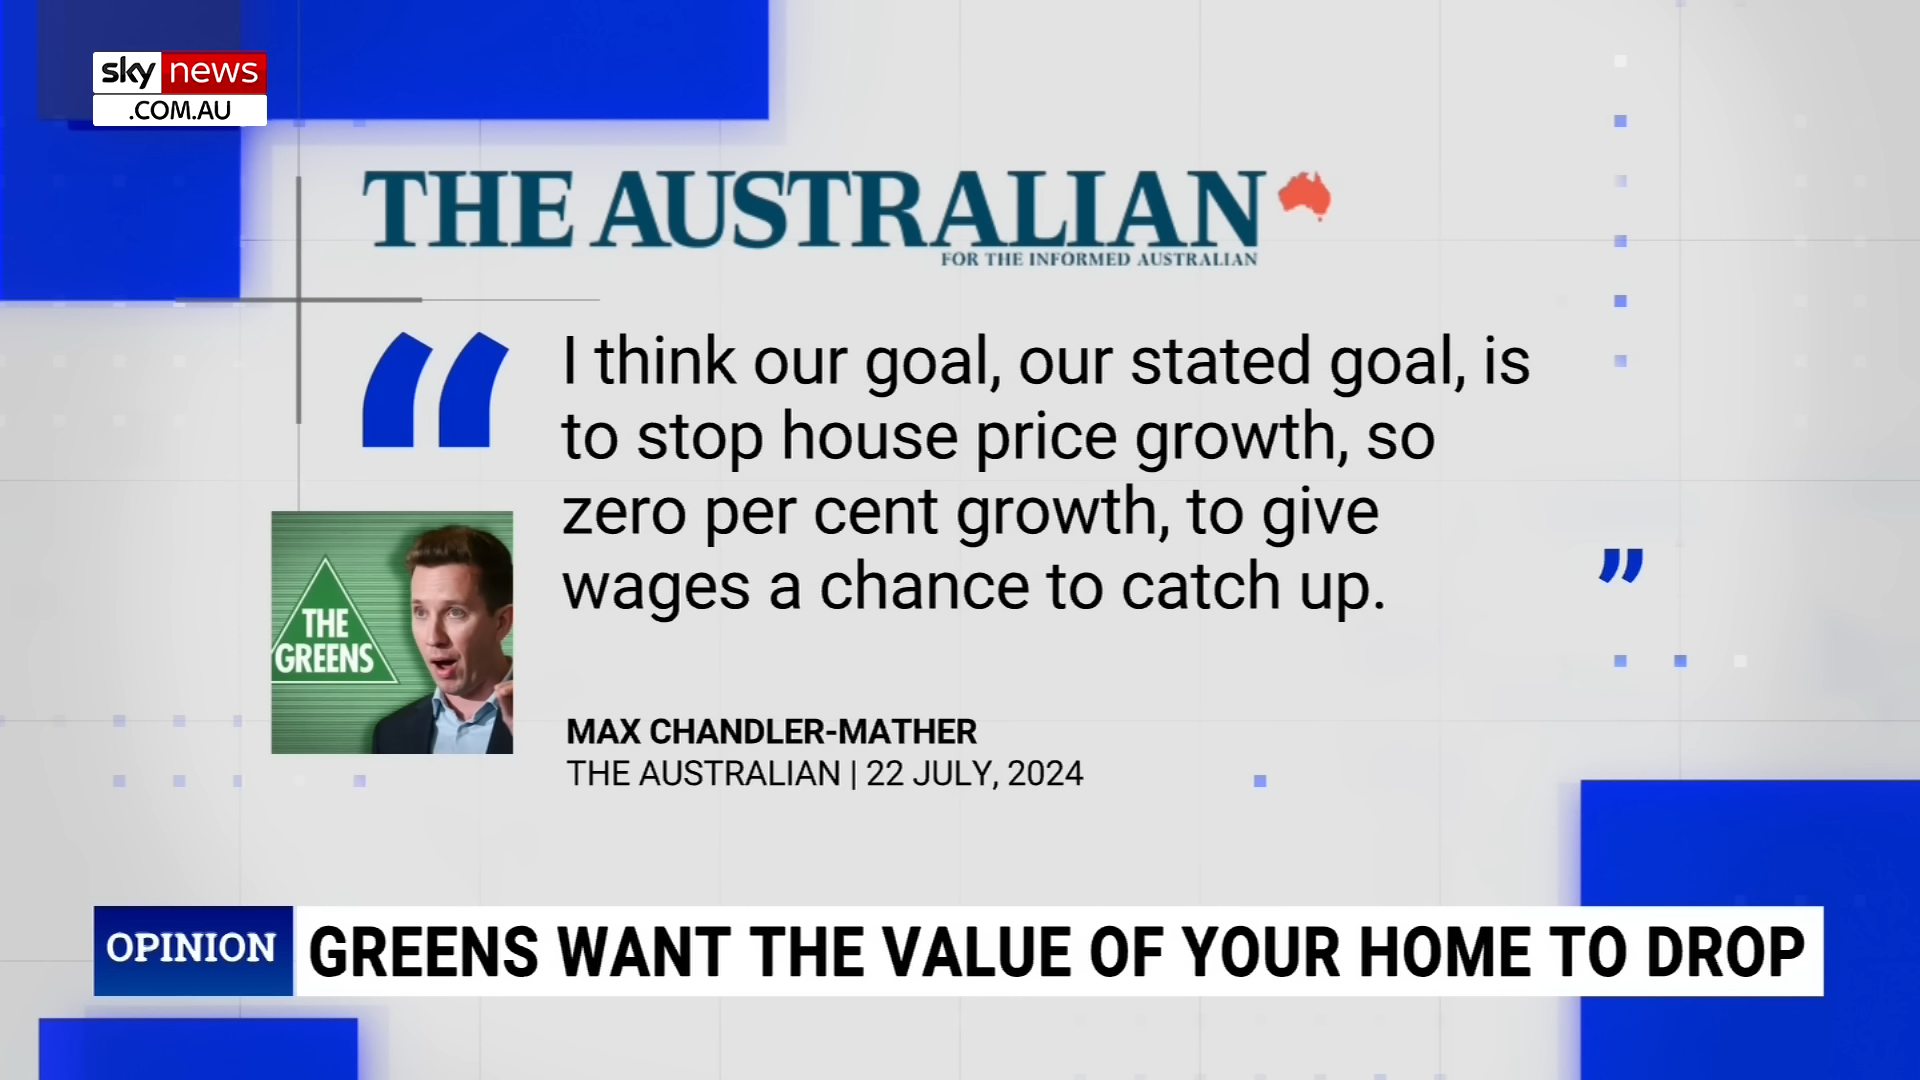 sky news
.COM.AU
THE AUSTRALIAN
FOR THE INFORMED AUSTRALIAN
“
I think our goal, our stated goal, is
to stop house price growth, so
zero per cent growth, to give
wages a chance to catch up.
”
THE
GREENS
MAX CHANDLER-MATHER
THE AUSTRALIAN | 22 JULY, 2024
OPINION
GREENS WANT THE VALUE OF YOUR HOME TO DROP